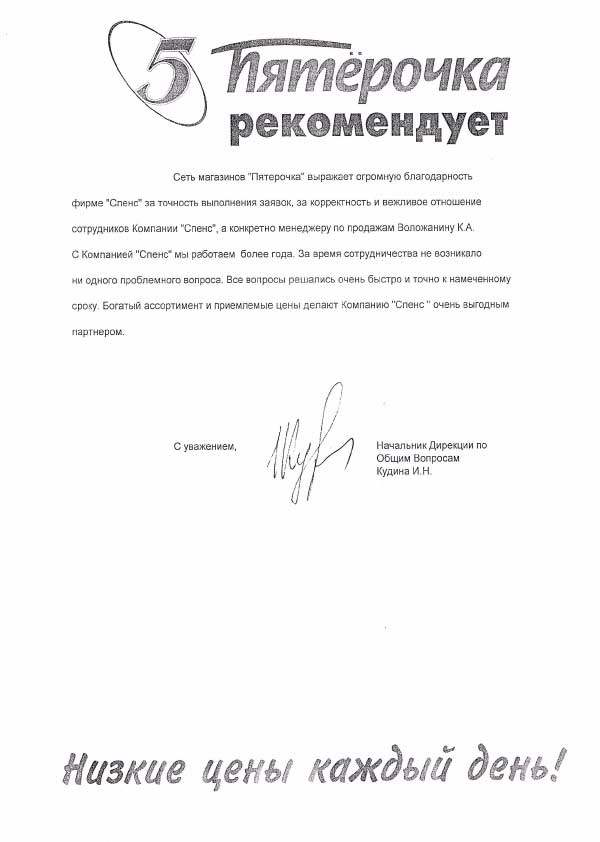 5 Пятёрочка
рекомендует
Сеть магазинов "Пятерочка" выражает огромную благодарность
фирме "Спенс" за точность выполнения заявок, за корректность и вежливое отношение
сотрудников Компании "Спенс", а конкретно менеджеру по продажам Воложанину К.А.
С Компанией "Спенс" мы работаем более года. За время сотрудничества не возникало
ни одного проблемного вопроса. Все вопросы решались очень быстро и точно к намеченному
сроку. Богатый ассортимент и приемлемые цены делают Компанию "Спенс " очень выгодным
партнером.
С уважением,
Начальник Дирекции по
Общим Вопросам
Кудина И.Н.
Низкие цены каждый день!